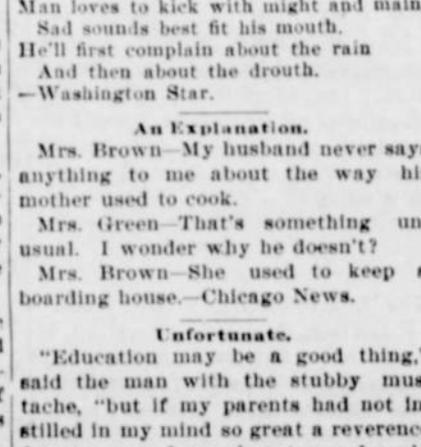 Man loves to kick with might and main
Sad sounds best fit his mouth.
He'll first complain about the rain
And then about the drouth.
—Washington Star.
An Explanation.
Mrs. Brown—My husband never say
anything to me about the way hi
mother used to cook.
Mrs. Green—That's something un
usual. I wonder why he doesn't?
Mrs. Brown—She used to keep
boarding house.—Chicago News.
Unfortunate.
"Education may be a good thing,"
said the man with the stubby mus
tache, "but if my parents had not in
stilled in my mind so great a reverenc